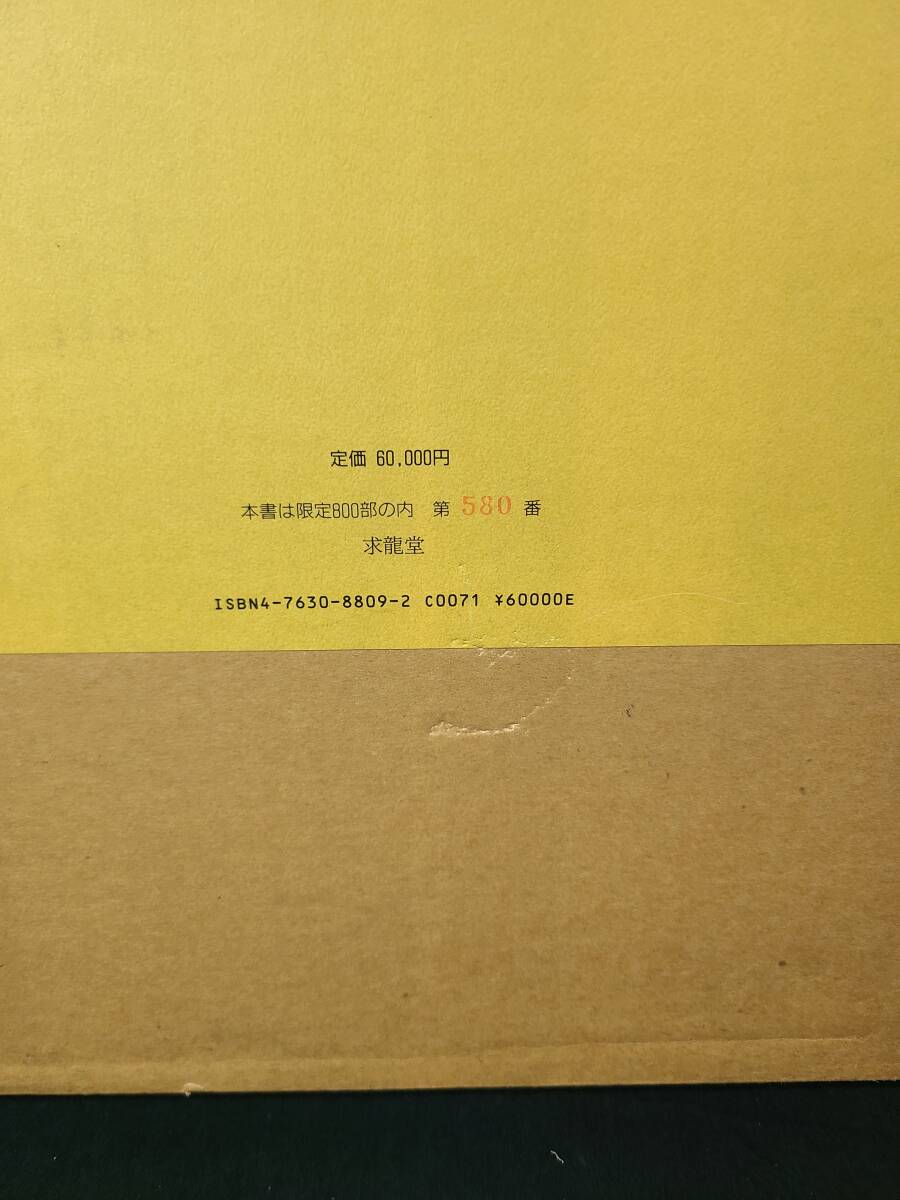 定価 60,000円
本書は限定800部の内 第 580 番
求龍堂
ISBN4-7630-8809-2 C0071 ¥60000E